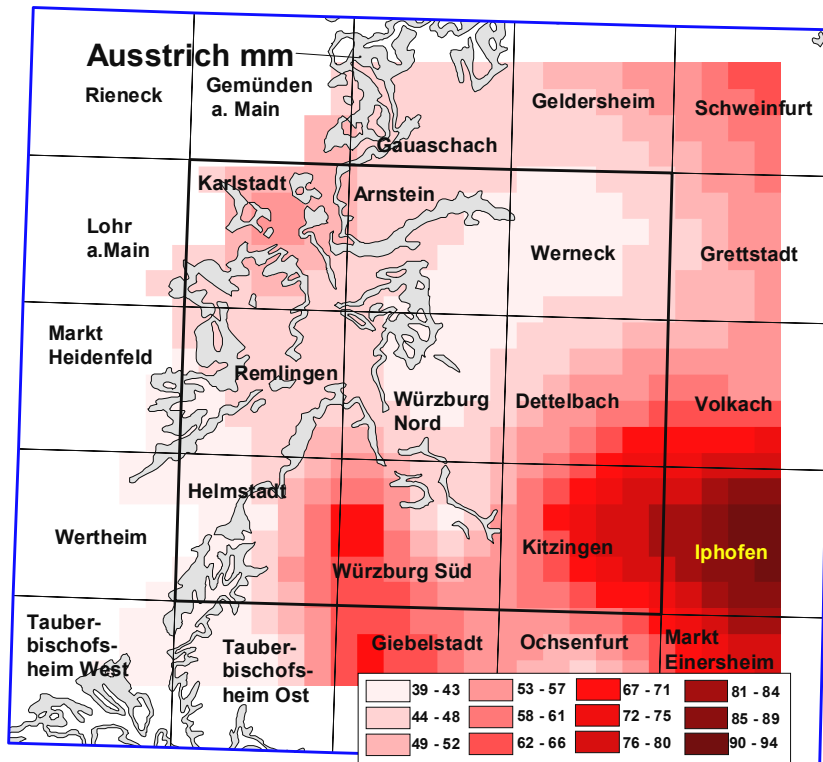 Ausstrich mm
Rieneck
Gemünden
a. Main
Geldersheim
Schweinfurt
Gauaschach
Karlstadt
Arnstein
Lohr
a.Main
Werneck
Grettstadt
Markt
Heidenfeld
Remlingen
Würzburg
Nord
Dettelbach
Volkach
Helmstadt
Wertheim
Würzburg Süd
Kitzingen
Iphofen
Tauber-
bischofs-
heim West
Tauber-
bischofs-
heim Ost
Giebelstadt
Ochsenfurt
Markt
Einersheim
39 - 43
44 - 48
49 - 52
53 - 57
58 - 61
62 - 66
67 - 71
72 - 75
76 - 80
81 - 84
85 - 89
90 - 94